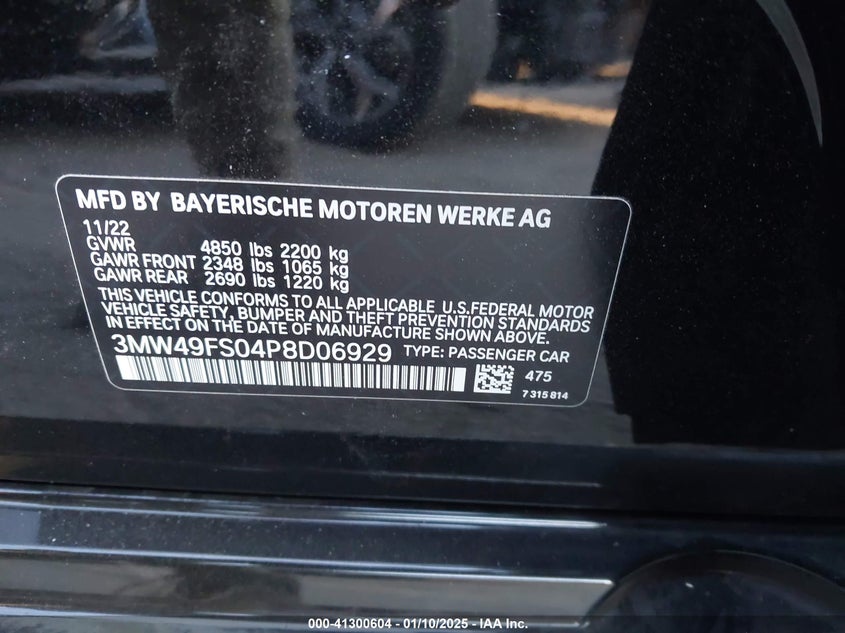 MFD BY BAYERISCHE MOTOREN WERKE AG
11/22
GVWR 4850 lbs 2200 kg
GAWR FRONT 2348 lbs 1065 kg
GAWR REAR 2690 lbs 1220 kg
THIS VEHICLE CONFORMS TO ALL APPLICABLE U.S.FEDERAL MOTOR
VEHICLE SAFETY, BUMPER AND THEFT PREVENTION STANDARDS
IN EFFECT ON THE DATE OF MANUFACTURE SHOWN ABOVE.
3MW49FS04P8D06929 TYPE: PASSENGER CAR
475
7 315 814
000-41300604 - 01/10/2025 - IAA Inc.